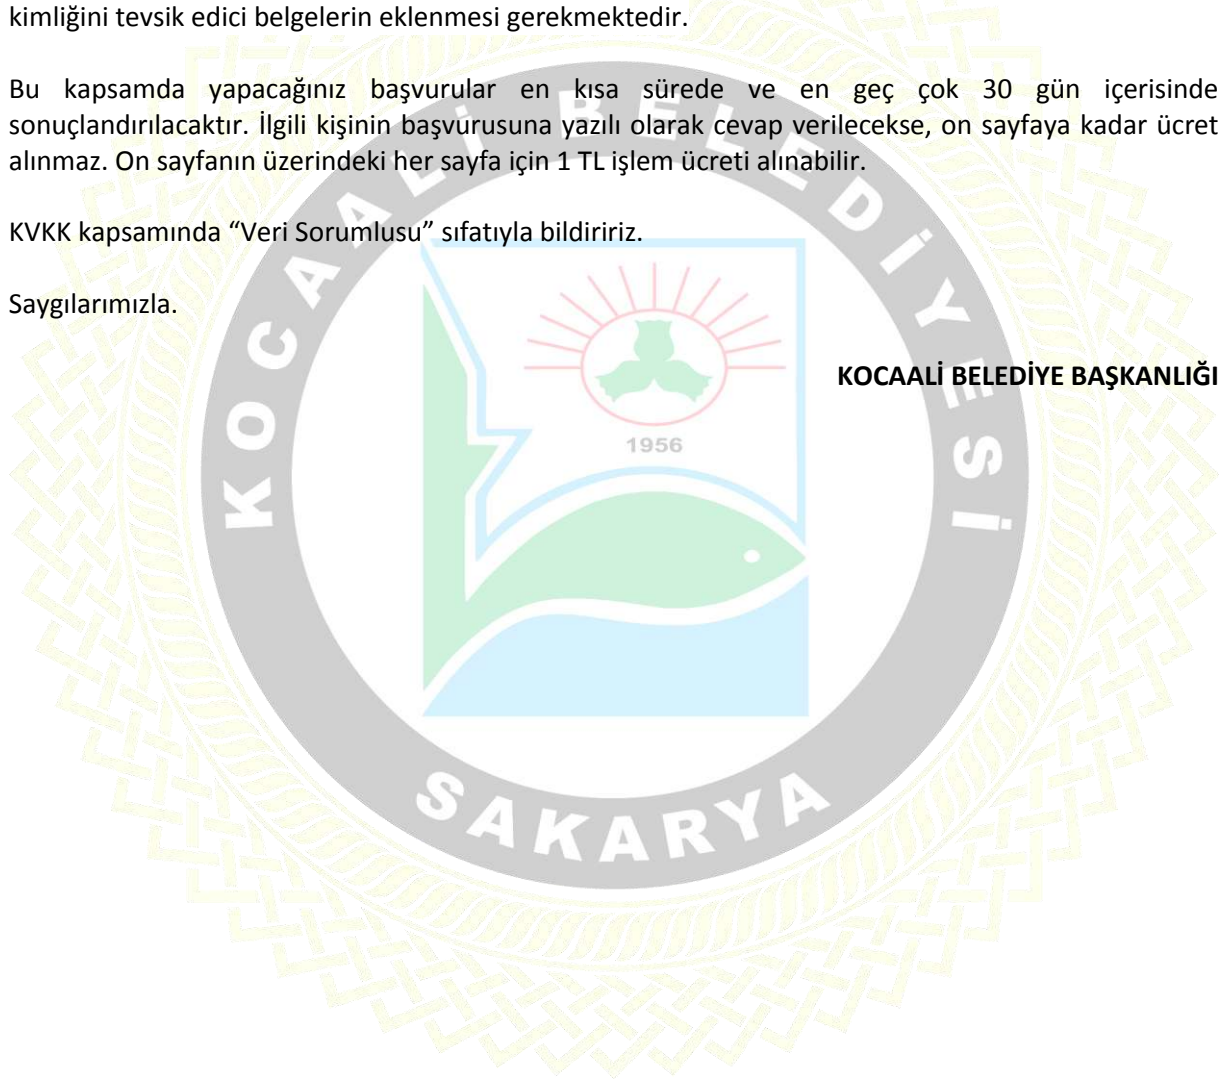 kimliğini tevsik edici belgelerin eklenmesi gerekmektedir.
Bu kapsamda yapacağınız başvurular en kısa sürede ve en geç çok 30 gün içerisinde
sonuçlandırılacaktır. İlgili kişinin başvurusuna yazılı olarak cevap verilecekse, on sayfaya kadar ücret
alınmaz. On sayfanın üzerindeki her sayfa için 1 TL işlem ücreti alınabilir.
KVKK kapsamında “Veri Sorumlusu” sıfatıyla bildiririz.
Saygılarımızla.
KOCAALİ BELEDİYE BAŞKANLIĞI
KOCAALİ BELEDİYESİ
1956
SAKARYA